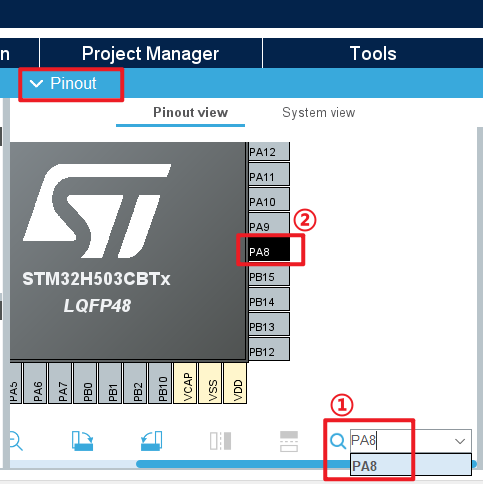 n
Project Manager
Tools
Pinout
Pinout view
System view
PA12
PA11
PA10
PA9
②
PA8
PB15
PB14
PB13
PB12
STM32H503CBTx
LQFP48
PA5
PA6
PA7
PB0
PB1
PB2
PB10
VCAP
VSS
VDD
①
PA8
PA8